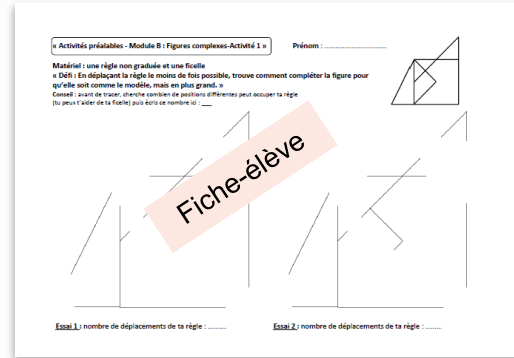 « Activités préalables - Module B : Figures complexes-Activité 1 »
Prénom : ................................
Matériel : une règle non graduée et une ficelle
« Défi : En déplaçant la règle le moins de fois possible, trouve comment compléter la figure pour
qu'elle soit comme le modèle, mais en plus grand. »
Conseil : avant de tracer, cherche combien de positions différentes peut occuper ta règle
(tu peux t'aider de ta ficelle) puis écris ce nombre ici : ___
Fiche-élève
Essai 1 : nombre de déplacements de ta règle : .........
Essai 2 : nombre de déplacements de ta règle : ........